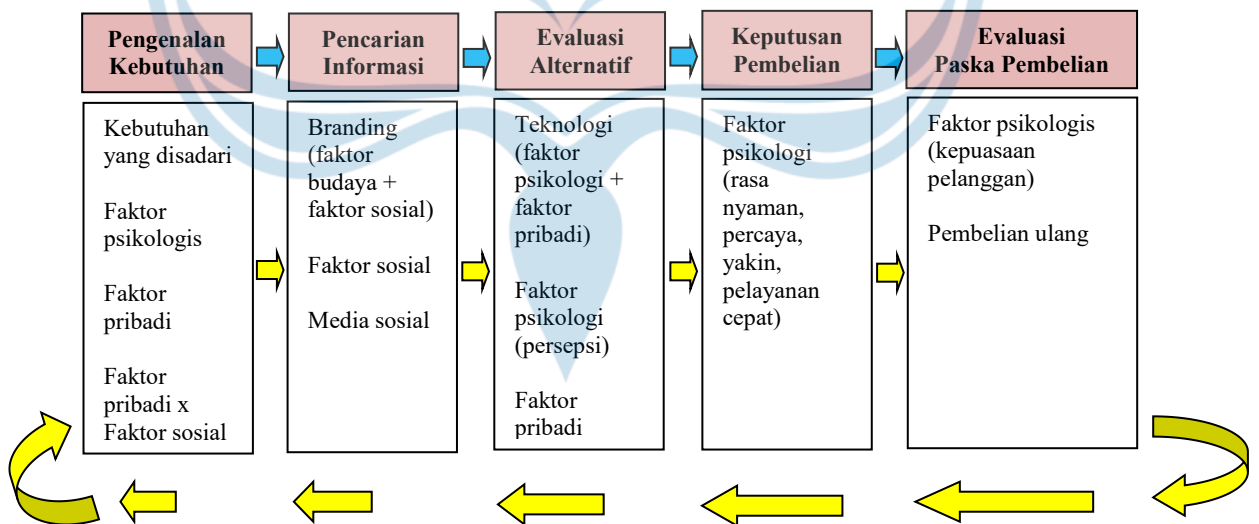 Pengenalan
Kebutuhan
Pencarian
Informasi
Evaluasi
Alternatif
Keputusan
Pembelian
Evaluasi
Paska Pembelian
Kebutuhan
yang disadari
Faktor
psikologis
Faktor
pribadi
Faktor
pribadi x
Faktor sosial
Branding
(faktor
budaya +
faktor sosial)
Faktor sosial
Media sosial
Teknologi
(faktor
psikologi +
faktor
pribadi)
Faktor
psikologi
(persepsi)
Faktor
pribadi
Faktor
psikologi
(rasa
nyaman,
percaya,
yakin,
pelayanan
cepat)
Faktor psikologis
(kepuasaan
pelanggan)
Pembelian ulang